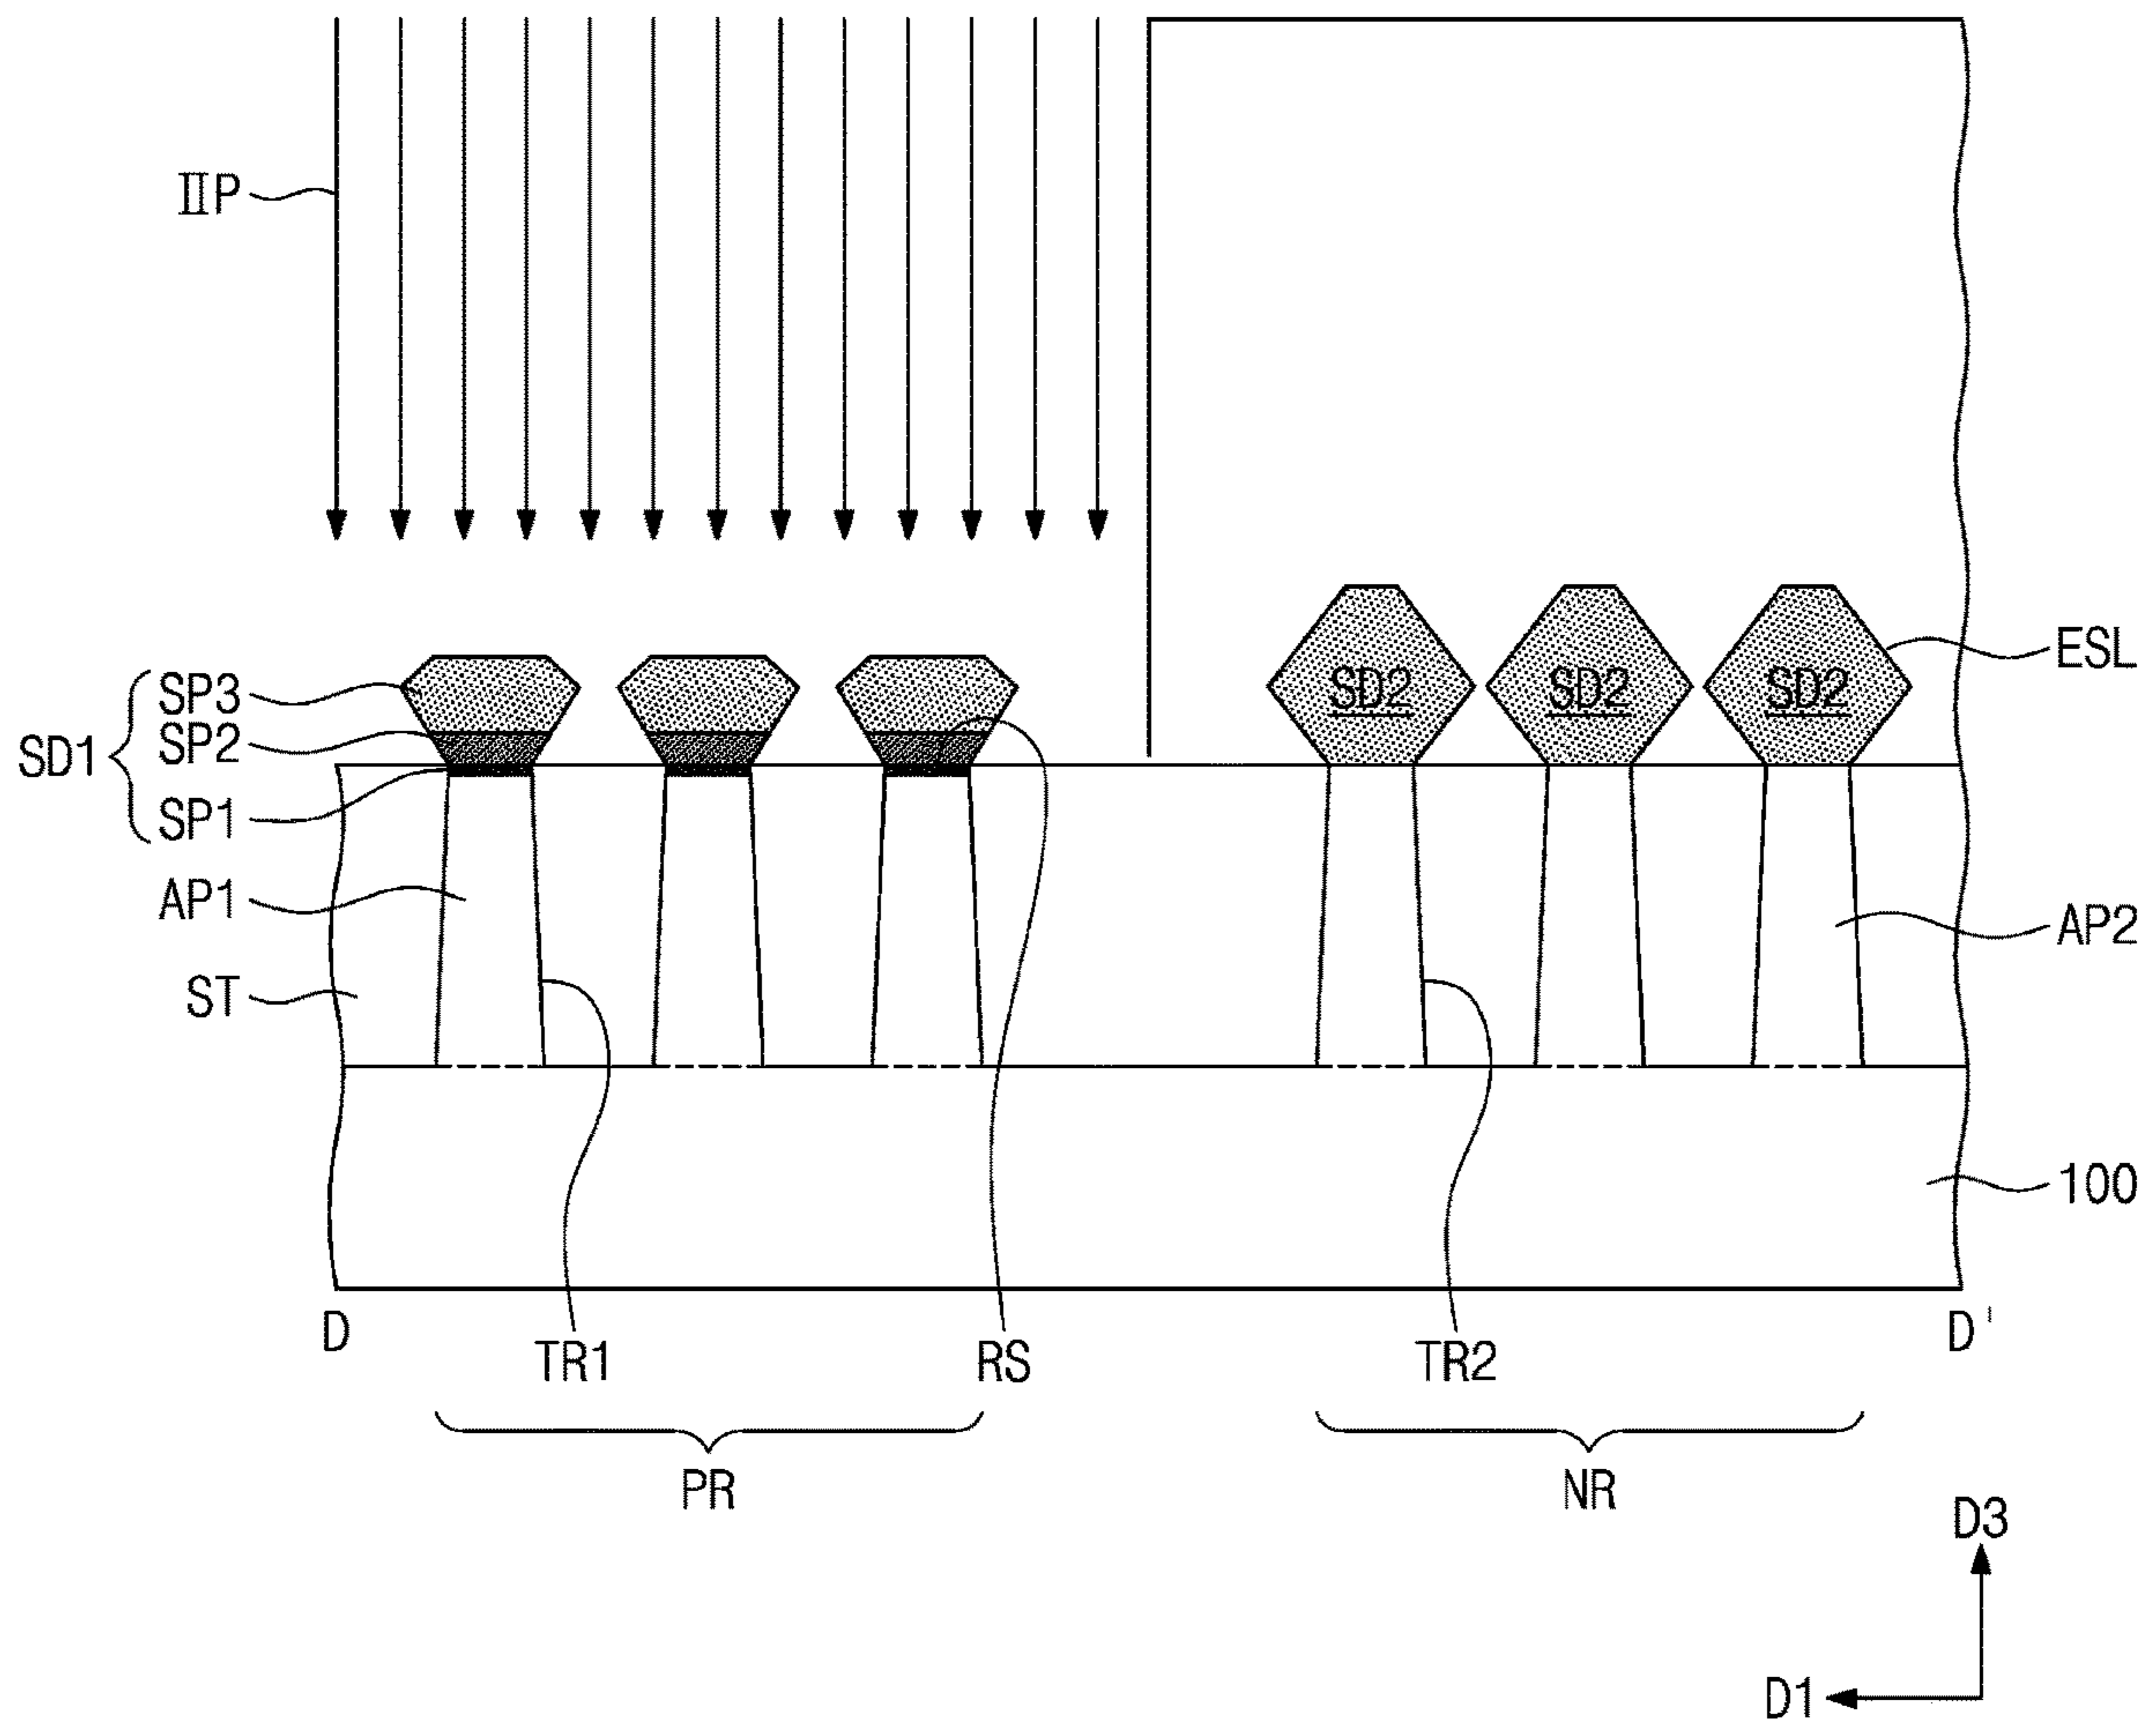 IIP
ESL
SD2 SD2 SD2
SP3
SP2
SD1
SP1
AP1
AP2
ST
100
D D'
TR1 RS TR2
PR NR
D3
D1